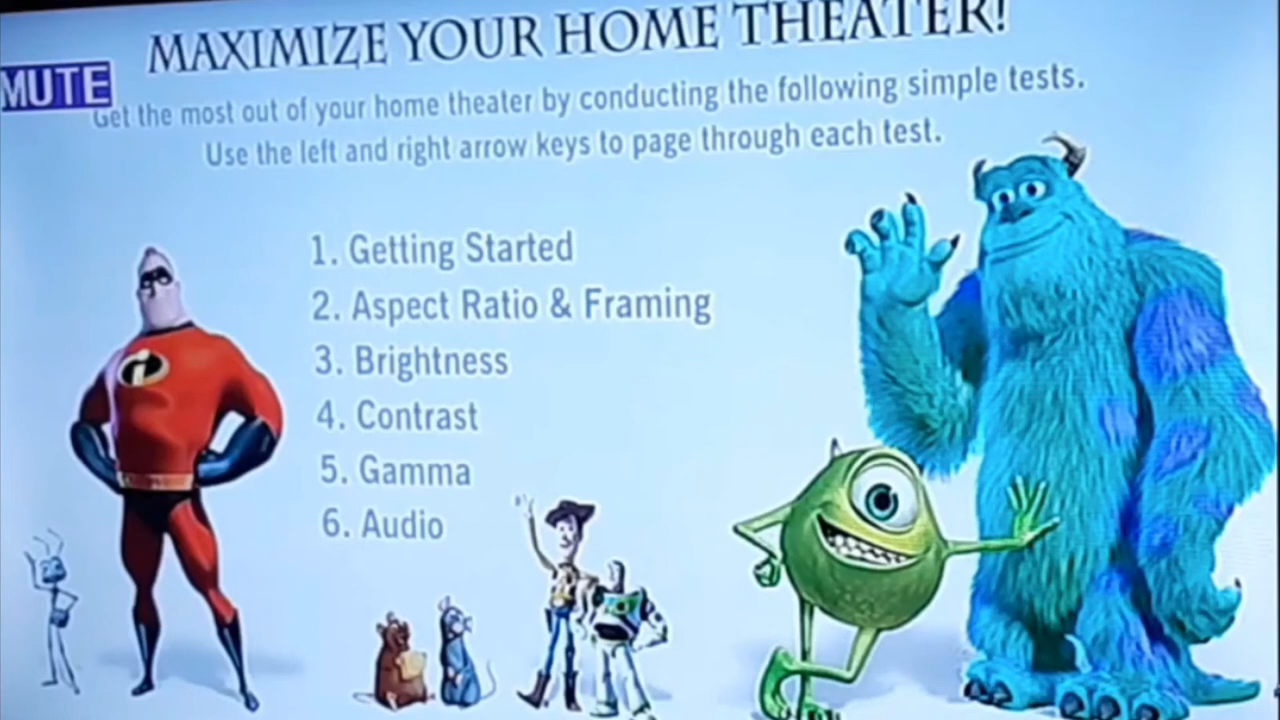 MAXIMIZE YOUR HOME THEATER!
MUTE
Get the most out of your home theater by conducting the following simple tests.
Use the left and right arrow keys to page through each test.
1. Getting Started
2. Aspect Ratio & Framing
3. Brightness
4. Contrast
5. Gamma
6. Audio